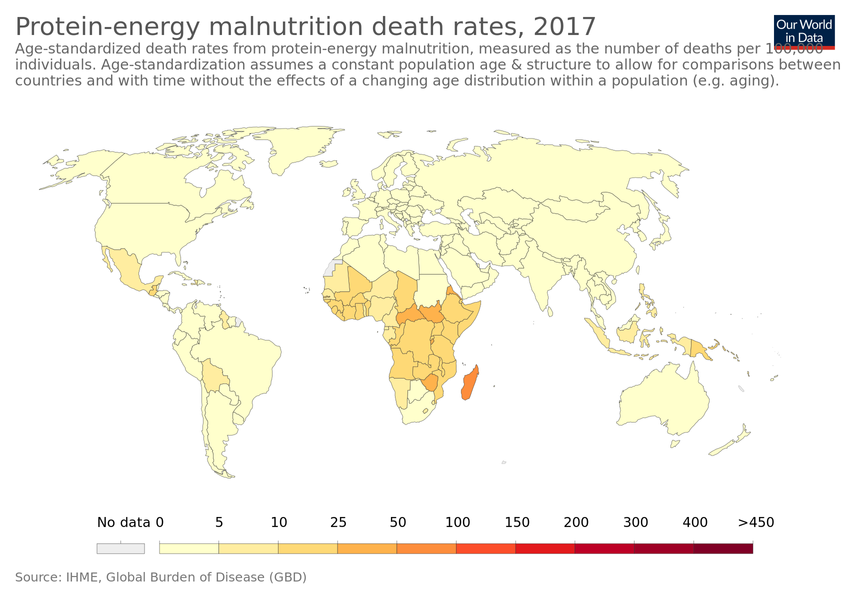 Protein-energy malnutrition death rates, 2017
Our World
in Data
Age-standardized death rates from protein-energy malnutrition, measured as the number of deaths per 100,000
individuals. Age-standardization assumes a constant population age & structure to allow for comparisons between
countries and with time without the effects of a changing age distribution within a population (e.g. aging).
No data 0 5 10 25 50 100 150 200 300 400 >450
Source: IHME, Global Burden of Disease (GBD)